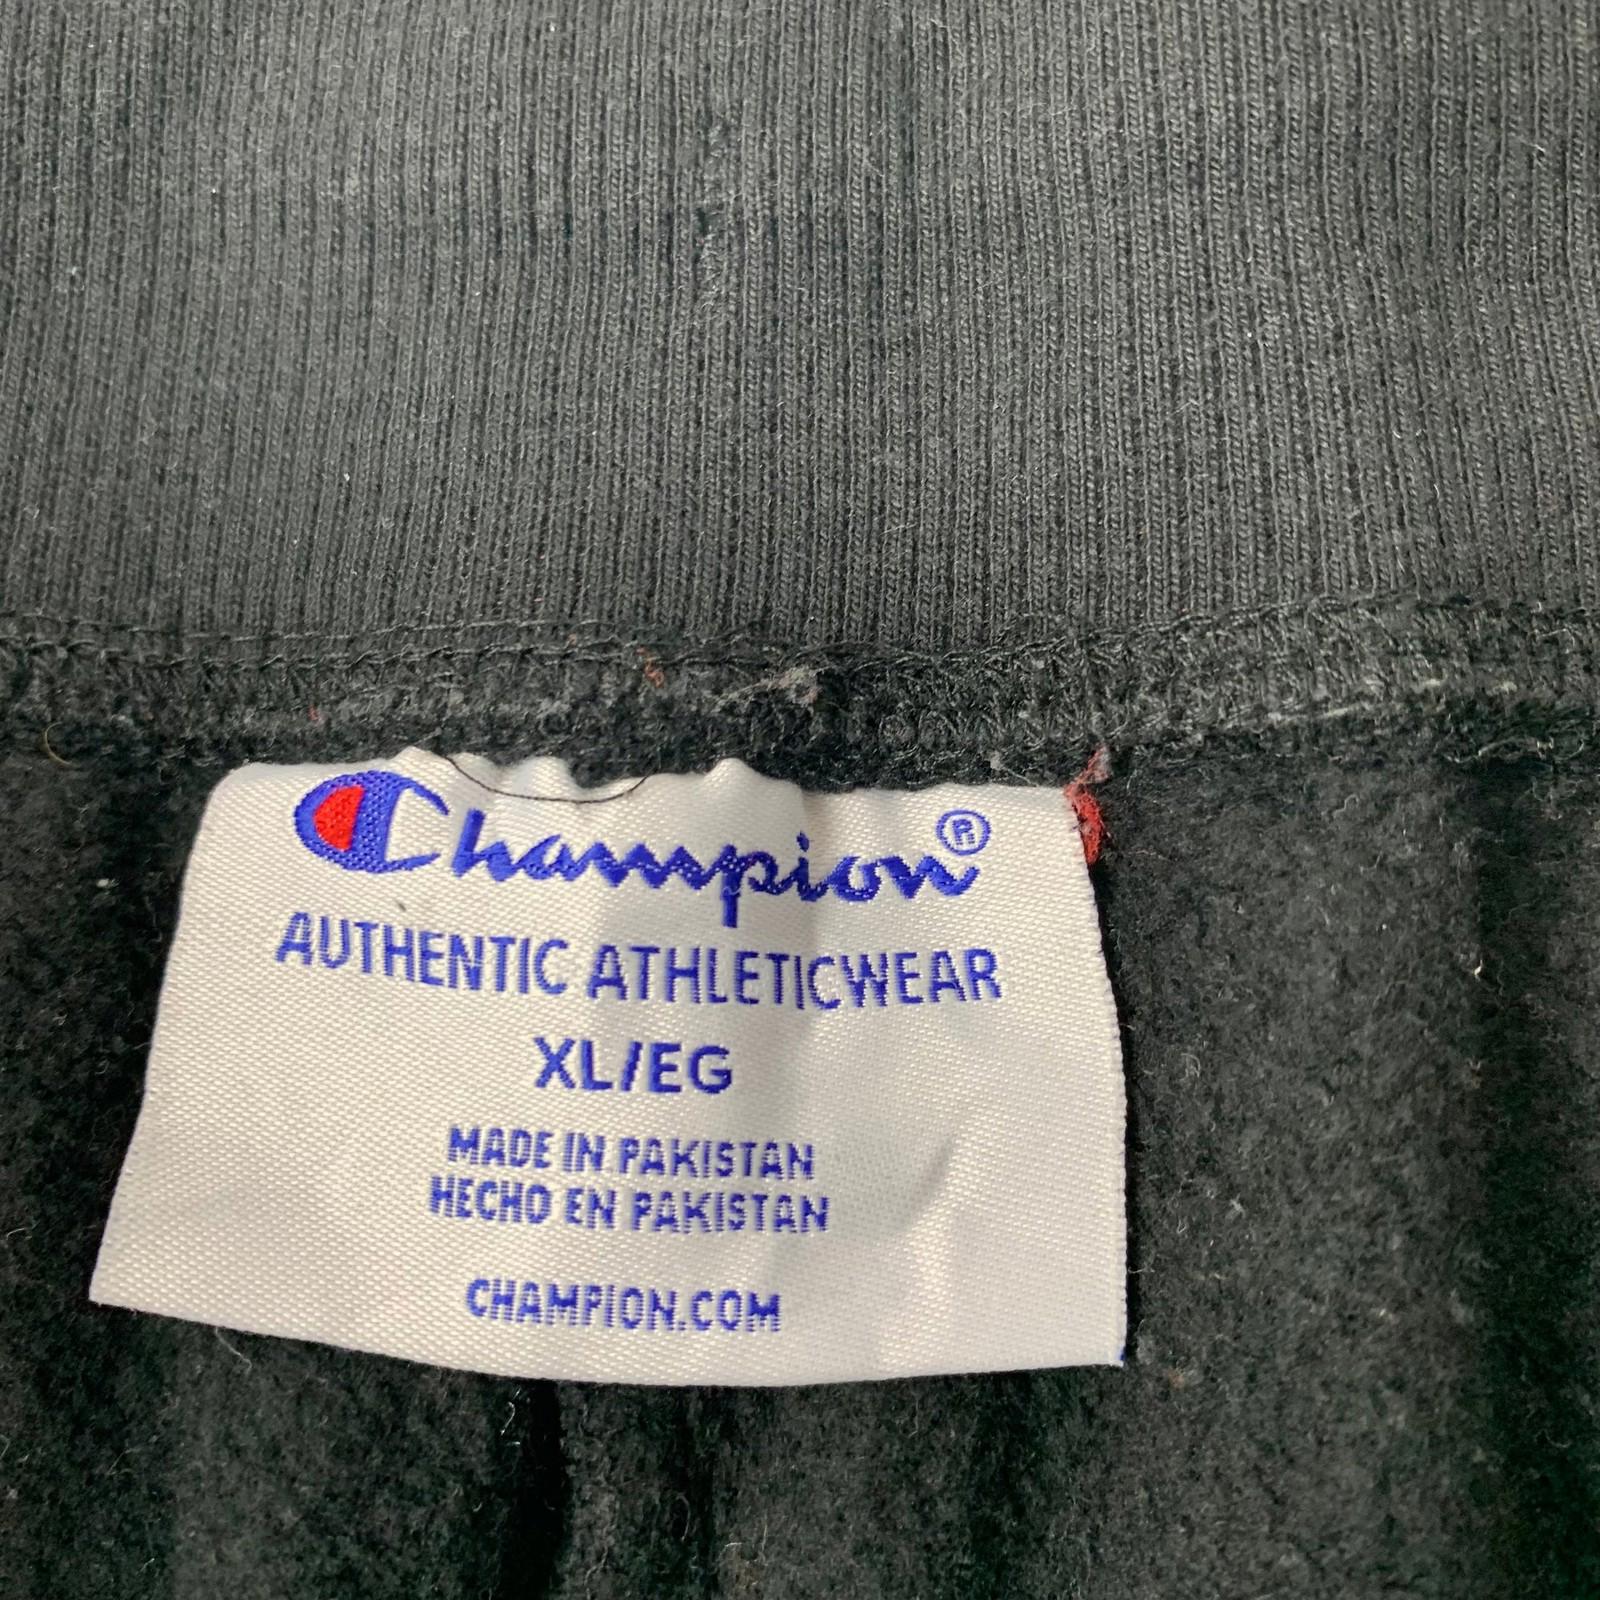 Champion®
AUTHENTIC ATHLETICWEAR
XL/EG
MADE IN PAKISTAN
HECHO EN PAKISTAN
CHAMPION.COM